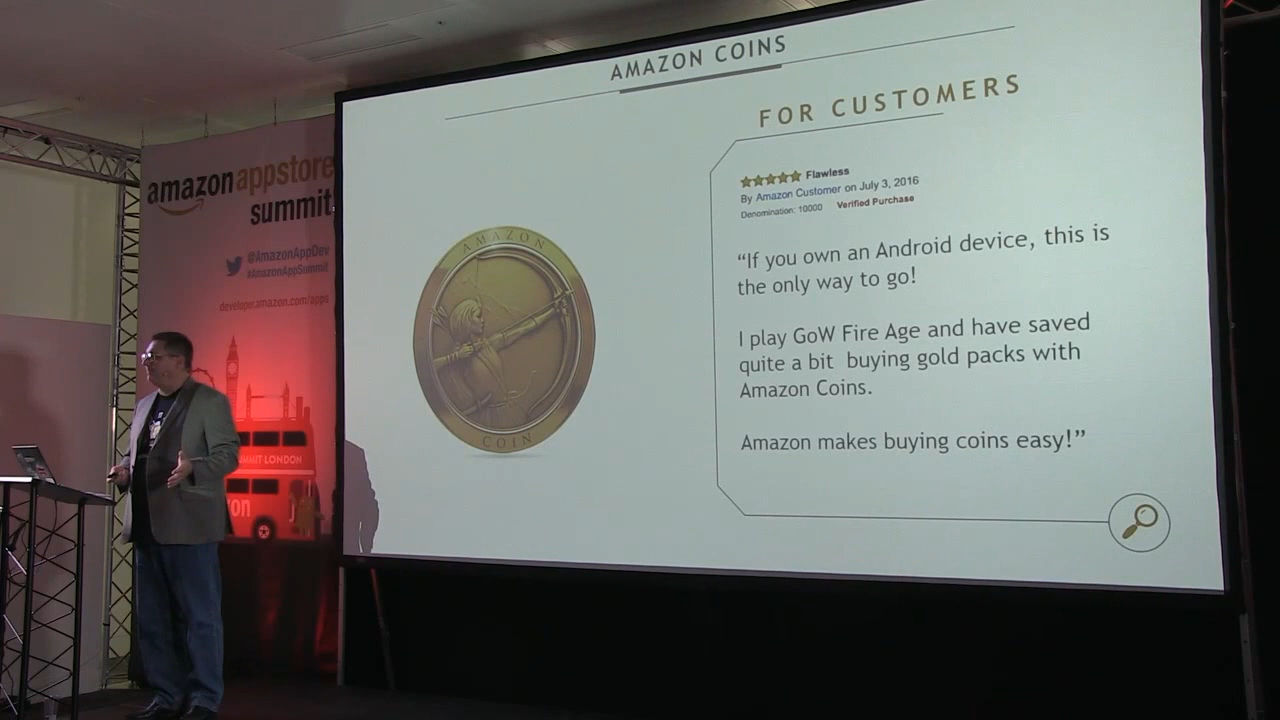 AMAZON COINS
FOR CUSTOMERS
Flawless
By Amazon Customer on July 3, 2016
Denomination: 10000 Verified Purchase
“If you own an Android device, this is
the only way to go!
I play GoW Fire Age and have saved
quite a bit buying gold packs with
Amazon Coins.
Amazon makes buying coins easy!”
AMAZON
COIN
amazon appstore
summit
@AmazonAppDev
#AmazonAppSummit
developer.amazon.com/apps
SUMMIT LONDON